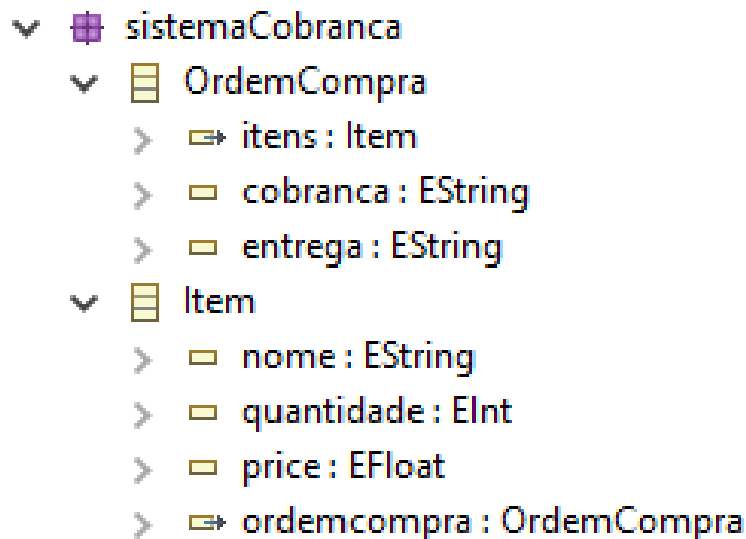 sistemaCobranca
OrdemCompra
itens : Item
cobranca : EString
entrega : EString
Item
nome : EString
quantidade : EInt
price : EFloat
ordemcompra : OrdemCompra